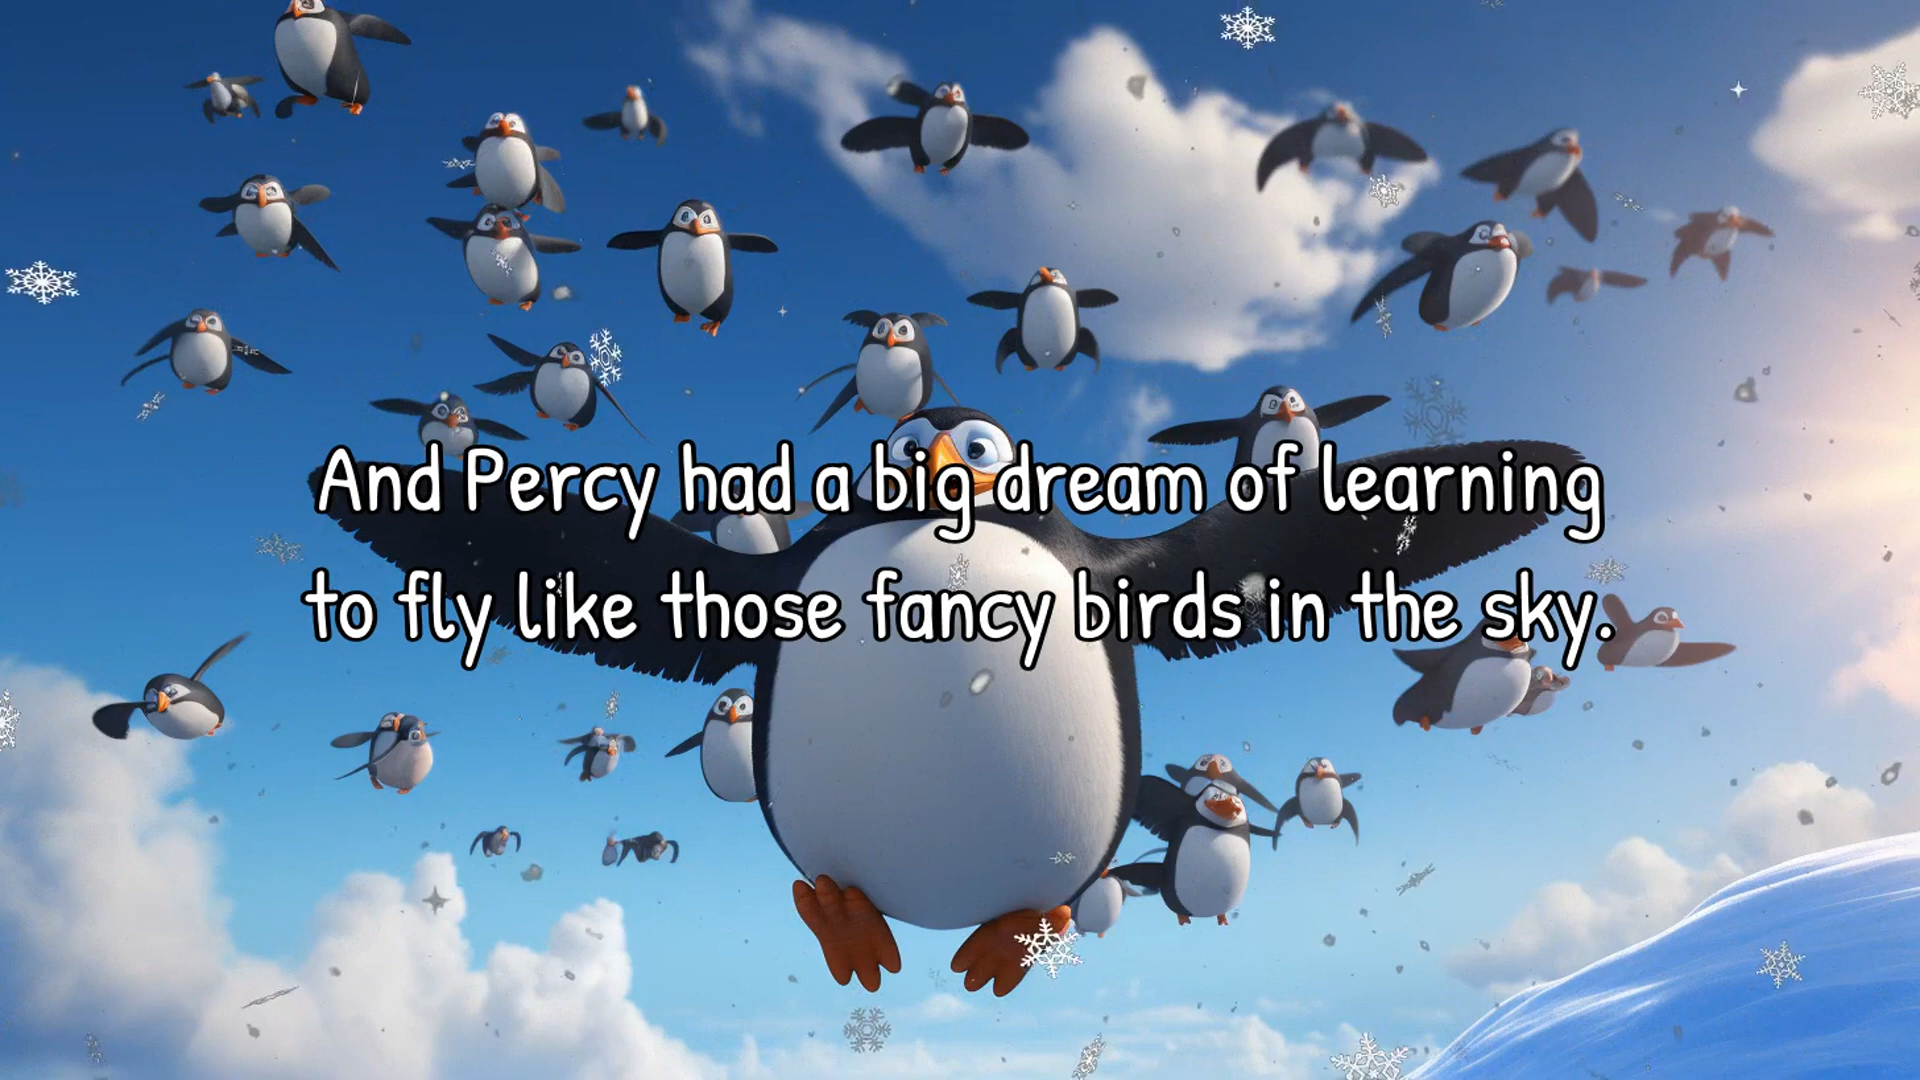 And Percy had a big dream of learning
to fly like those fancy birds in the sky.